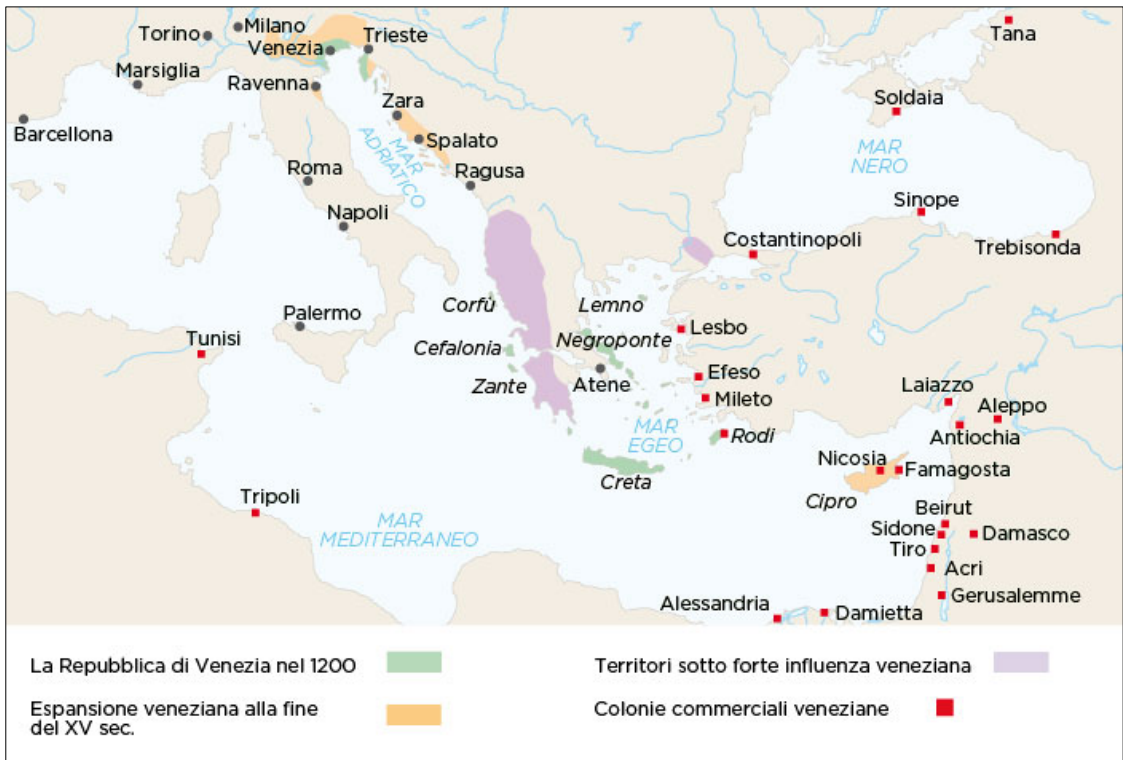 Milano
Torino
Venezia
Trieste
Tana
Marsiglia
Ravenna
Zara
Soldaia
Barcellona
Spalato
MAR
ADRIATICO
MAR
NERO
Roma
Ragusa
Sinope
Napoli
Costantinopoli
Trebisonda
Corfù
Lemno
Palermo
Lesbo
Tunisi
Cefalonia
Negroponte
Efeso
Zante
Atene
Laiazzo
Mileto
Aleppo
MAR
EGEO
Rodi
Antiochia
Nicosia
Famagosta
Creta
Cipro
Tripoli
Beirut
MAR
MEDITERRANEO
Sidone
Damasco
Tiro
Acri
Gerusalemme
Alessandria
Damietta
La Repubblica di Venezia nel 1200
Espansione veneziana alla fine
del XV sec.
Territori sotto forte influenza veneziana
Colonie commerciali veneziane